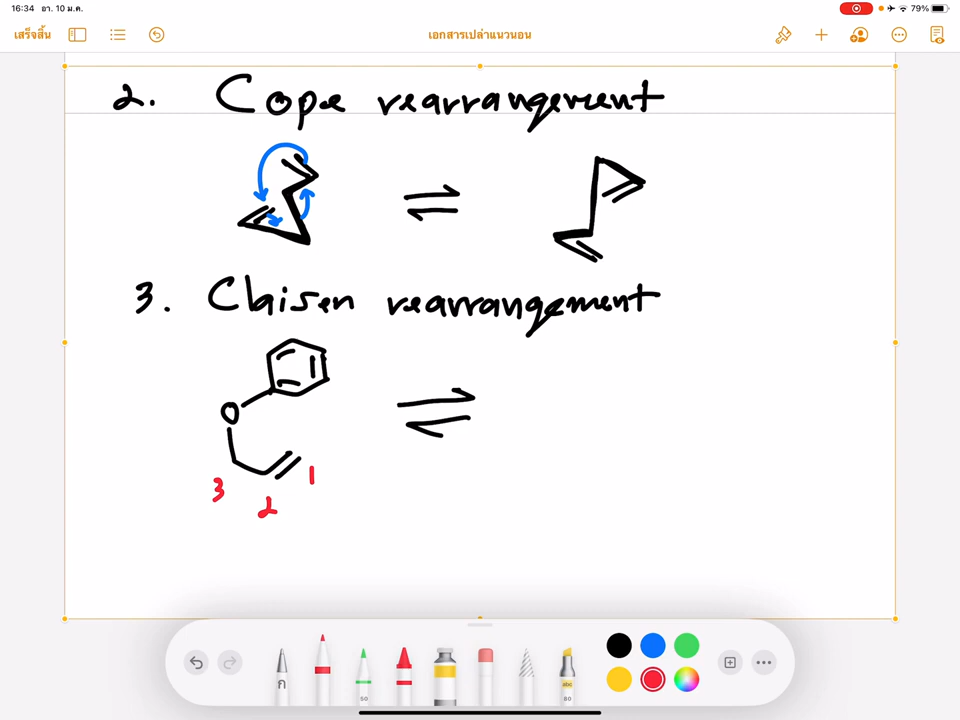 16:34 อา. 10 ม.ค.
79%
เสร็จสิ้น
เอกสารเปล่าแนวนอน
2. Cope rearrangement
3. Claisen rearrangement
O
3 2 1
ก
50
abc
80